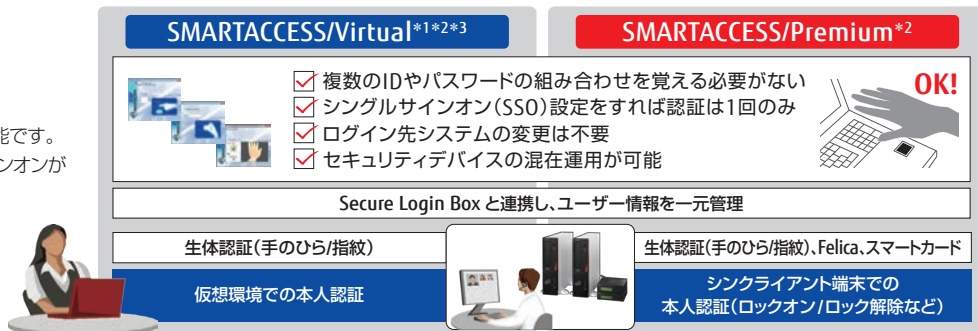 SMARTACCESS/Virtual*1*2*3
SMARTACCESS/Premium*2
複数のIDやパスワードの組み合わせを覚える必要がない
シングルサインオン(SSO)設定をすれば認証は1回のみ
ログイン先システムの変更は不要
セキュリティデバイスの混在運用が可能
OK!
能です。
ンオンが
Secure Login Box と連携し、ユーザー情報を一元管理
生体認証(手のひら/指紋)
生体認証(手のひら/指紋)、Felica、スマートカード
仮想環境での本人認証
シンクライアント端末での
本人認証(ロックオン/ロック解除など)